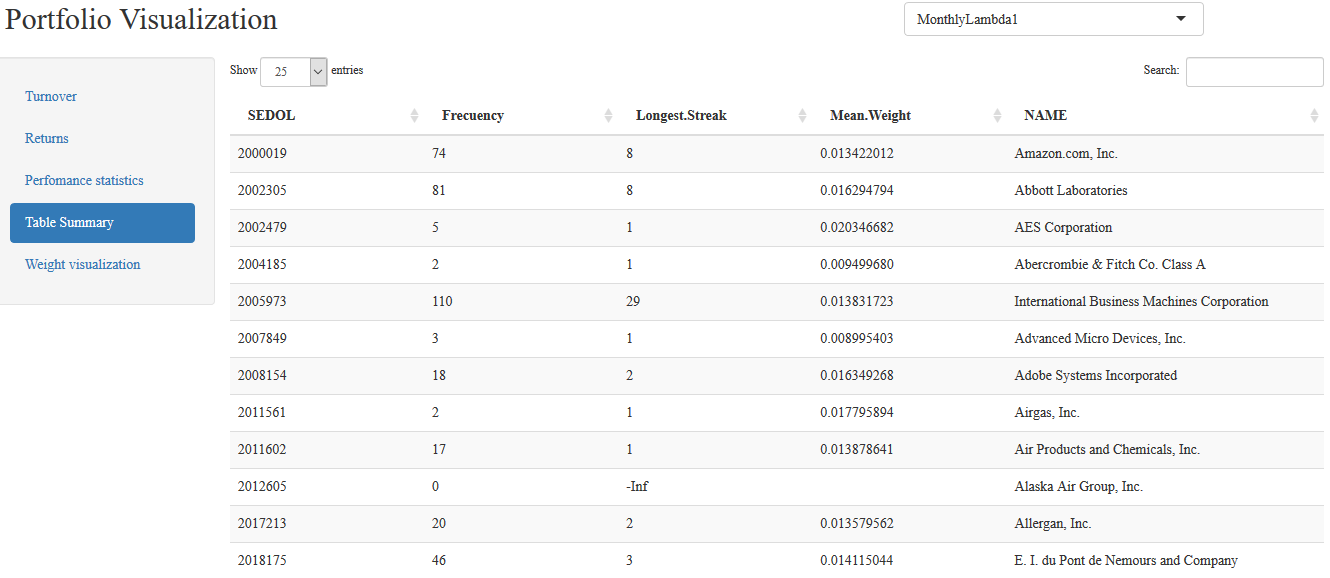 Portfolio Visualization
MonthlyLambda1
Turnover
Returns
Perfomance statistics
Table Summary
Weight visualization
Show 25 entries
Search:
SEDOL Frecuency Longest.Streak Mean.Weight NAME
2000019 74 8 0.013422012 Amazon.com, Inc.
2002305 81 8 0.016294794 Abbott Laboratories
2002479 5 1 0.020346682 AES Corporation
2004185 2 1 0.009499680 Abercrombie & Fitch Co. Class A
2005973 110 29 0.013831723 International Business Machines Corporation
2007849 3 1 0.008995403 Advanced Micro Devices, Inc.
2008154 18 2 0.016349268 Adobe Systems Incorporated
2011561 2 1 0.017795894 Airgas, Inc.
2011602 17 1 0.013878641 Air Products and Chemicals, Inc.
2012605 0 -Inf Alaska Air Group, Inc.
2017213 20 2 0.013579562 Allergan, Inc.
2018175 46 3 0.014115044 E. I. du Pont de Nemours and Company